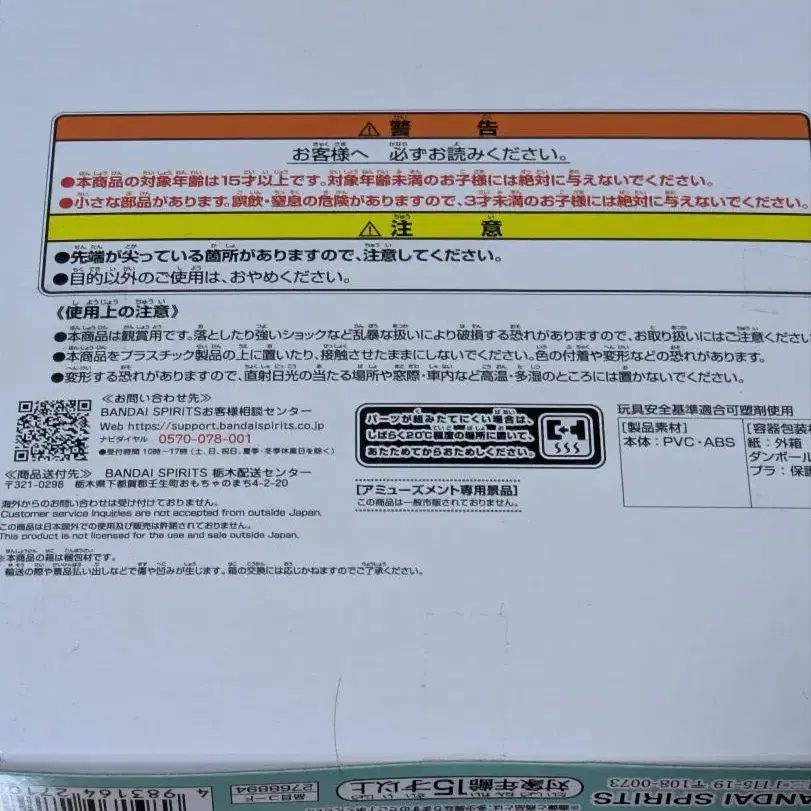 ⚠警告
お客様へ 必ずお読みください。
●本商品の対象年齢は15才以上です。対象年齢未満のお子様には絶対に与えないでください。
●小さな部品があります。誤飲・窒息の危険がありますので、3才未満のお子様には絶対に与えないでください。
⚠注意
●先端が尖っている箇所がありますので、注意してください。
●目的以外のご使用は、おやめください。
《使用上の注意》
●本商品は観賞用です。落としたり強いショックなど乱暴な扱いにより破損する恐れがありますので、お取り扱いにはご注意くださ
●本商品をプラスチック製品の上に置いたり、接触させたままにしないでください。色の付着や変形などの恐れがあります。
●変形する恐れがありますので、直射日光の当たる場所や窓際・車内など高温・多湿のところには置かないでください。
≪お問い合わせ先≫
BANDAI SPIRITSお客様相談センター
Web https://support.bandaispirits.co.jp
ナビダイヤル 0570-078-001
●受付時間 10時〜17時(土、日、祝日、夏季・冬季休業日を除く)
≪商品送付先≫ BANDAI SPIRITS 栃木配送センター
〒321-0298 栃木県下都賀郡壬生町おもちゃのまち4-2-20
海外からのお問い合わせは受け付けておりません。
Customer service inquiries are not accepted from outside Japan.
この商品は日本国外での使用及び販売は許諾されておりません。
This product is not licensed for the use and sale outside Japan.
※本商品の箱は梱包材です。
輸送の際や景品払い出しなどで傷や凹みが生じます。箱の交換には応じかねますのでご了承ください。
パーツが組みたてにくい場合は、
しばらく20℃程度の場所に置いて、
あたためてからおためしください。
[アミューズメント専用景品]
この商品は一般市販されておりません。
玩具安全基準適合可塑剤使用
[製品素材]
本体:PVC・ABS
[容器包装
紙:外箱
ダンボール
プラ:保護
4 983164 271
品目コード 2768894
対象年齢15才以上
NDAI SPIRITS
5-19 〒108-0073